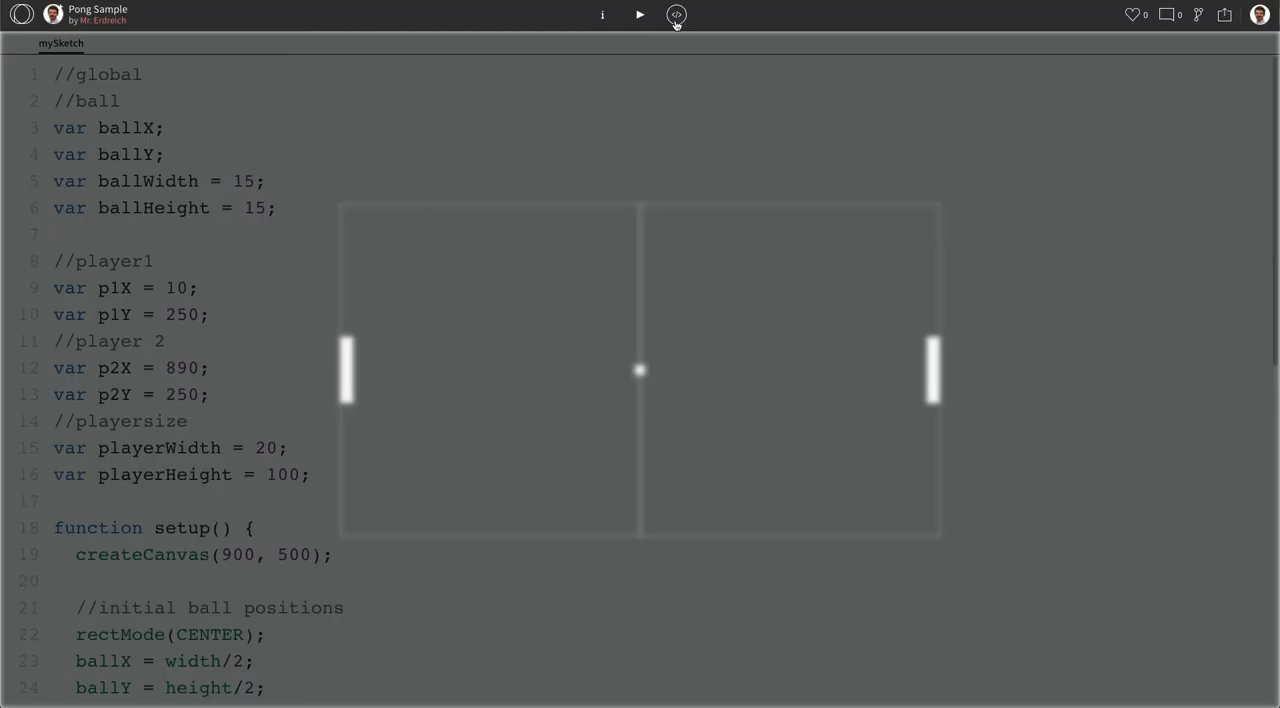 Pong Sample
by Mr. Erdreich
i
</>
0
0
mySketch
1 //global
2 //ball
3 var ballX;
4 var ballY;
5 var ballWidth = 15;
6 var ballHeight = 15;
7
8 //player1
9 var p1X = 10;
10 var p1Y = 250;
11 //player 2
12 var p2X = 890;
13 var p2Y = 250;
14 //playersize
15 var playerWidth = 20;
16 var playerHeight = 100;
17
18 function setup() {
19 createCanvas(900, 500);
20
21 //initial ball positions
22 rectMode(CENTER);
23 ballX = width/2;
24 ballY = height/2;